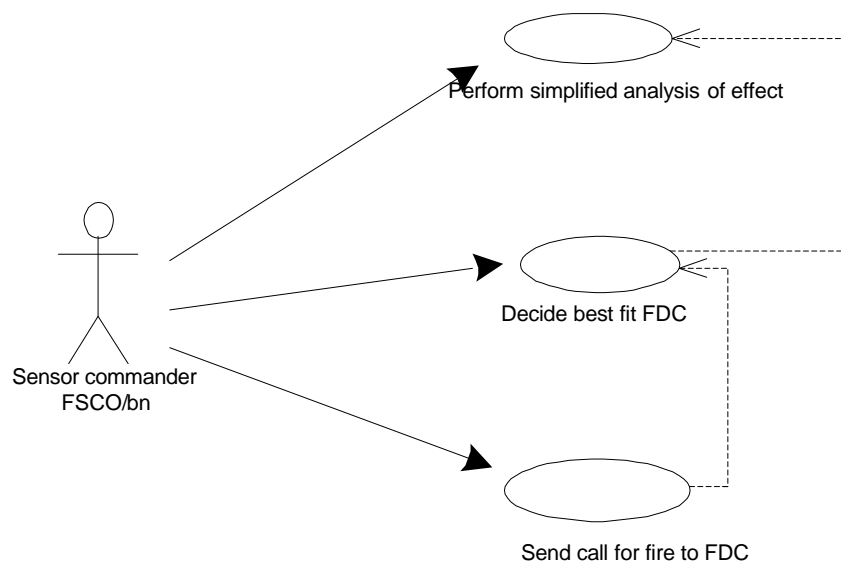 Perform simplified analysis of effect
Decide best fit FDC
Sensor commander
FSCO/bn
Send call for fire to FDC